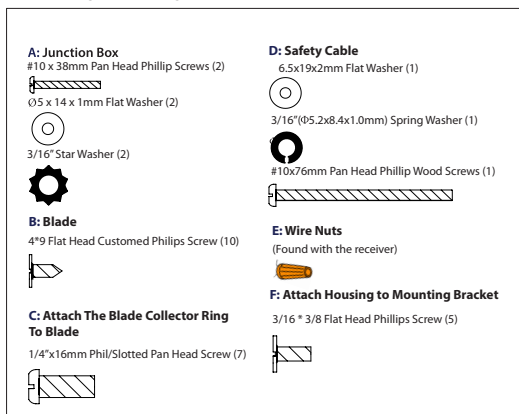 A: Junction Box
#10 x 38mm Pan Head Phillip Screws (2)
Ø5 x 14 x 1mm Flat Washer (2)
3/16" Star Washer (2)
B: Blade
4*9 Flat Head Customed Philips Screw (10)
C: Attach The Blade Collector Ring
To Blade
1/4"x16mm Phil/Slotted Pan Head Screw (7)
D: Safety Cable
6.5x19x2mm Flat Washer (1)
3/16"(Φ5.2x8.4x1.0mm) Spring Washer (1)
#10x76mm Pan Head Phillip Wood Screws (1)
E: Wire Nuts
(Found with the receiver)
F: Attach Housing to Mounting Bracket
3/16 * 3/8 Flat Head Phillips Screw (5)